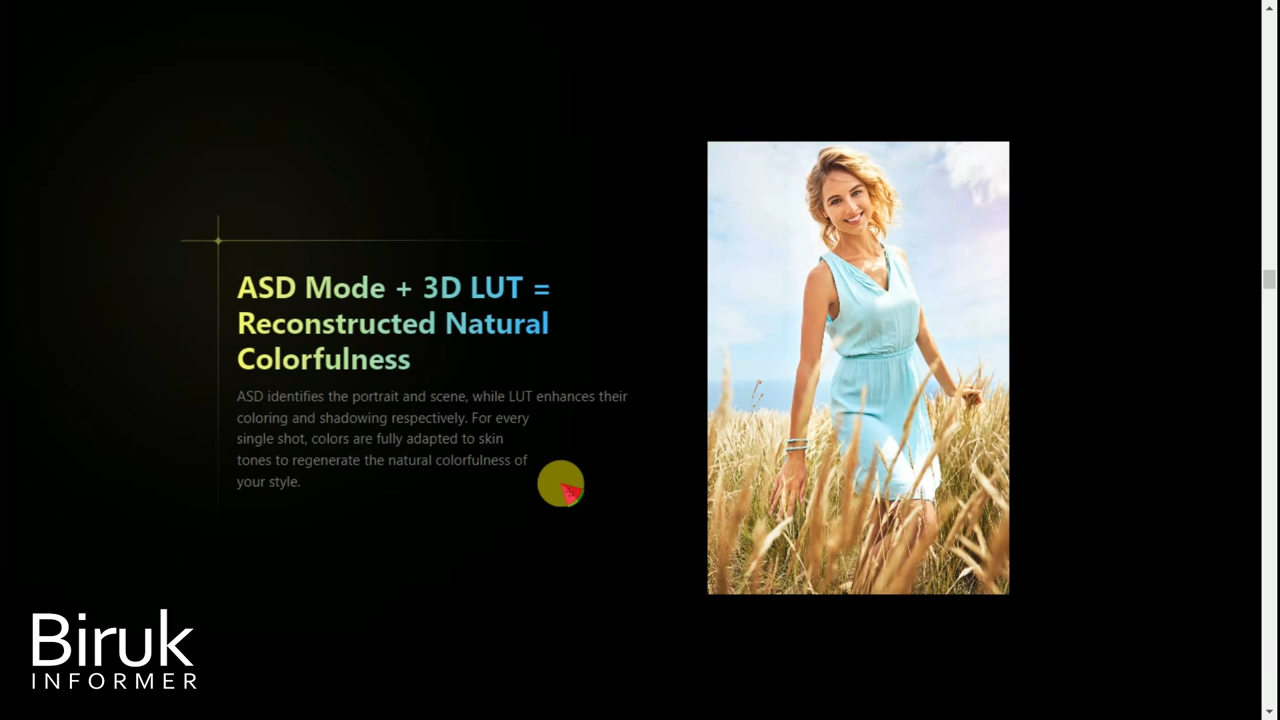 ASD Mode + 3D LUT =
Reconstructed Natural
Colorfulness
ASD identifies the portrait and scene, while LUT enhances their
coloring and shadowing respectively. For every
single shot, colors are fully adapted to skin
tones to regenerate the natural colorfulness of
your style.
Biruk
INFORMER